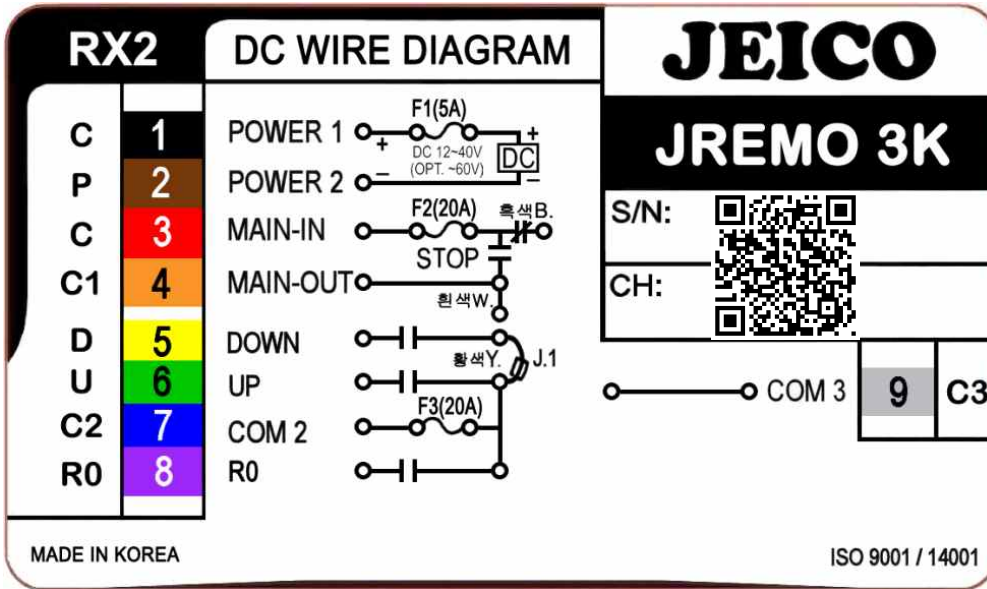 RX2
DC WIRE DIAGRAM
JEICO
JREMO 3K
S/N:
CH:
C 1 POWER 1
F1(5A)
+ +
DC 12~40V
(OPT. ~60V)
DC
P 2 POWER 2
− −
C 3 MAIN-IN
F2(20A)
흑색B.
STOP
C1 4 MAIN-OUT
흰색W.
D 5 DOWN
황색Y.
J.1
U 6 UP
F3(20A)
C2 7 COM 2
R0 8 R0
COM 3 9 C3
MADE IN KOREA
ISO 9001 / 14001